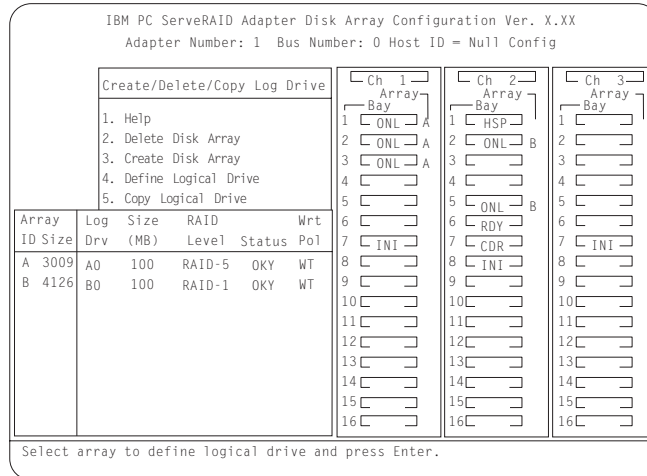 IBM PC ServeRAID Adapter Disk Array Configuration Ver. X.XX
Adapter Number: 1 Bus Number: 0 Host ID = Null Config
Create/Delete/Copy Log Drive
1. Help
2. Delete Disk Array
3. Create Disk Array
4. Define Logical Drive
5. Copy Logical Drive
Array Log Size RAID Wrt
ID Size Drv (MB) Level Status Pol
A 3009 A0 100 RAID-5 OKY WT
B 4126 B0 100 RAID-1 OKY WT
Ch 1
Array
Bay
1 ONL A
2 ONL A
3 ONL A
4
5
6
7 INI
8
9
10
11
12
13
14
15
16
Ch 2
Array
Bay
1 HSP
2 ONL B
3
4
5 ONL B
6 RDY
7 CDR
8 INI
9
10
11
12
13
14
15
16
Ch 3
Array
Bay
1
2
3
4
5
6
7 INI
8
9
10
11
12
13
14
15
16
Select array to define logical drive and press Enter.